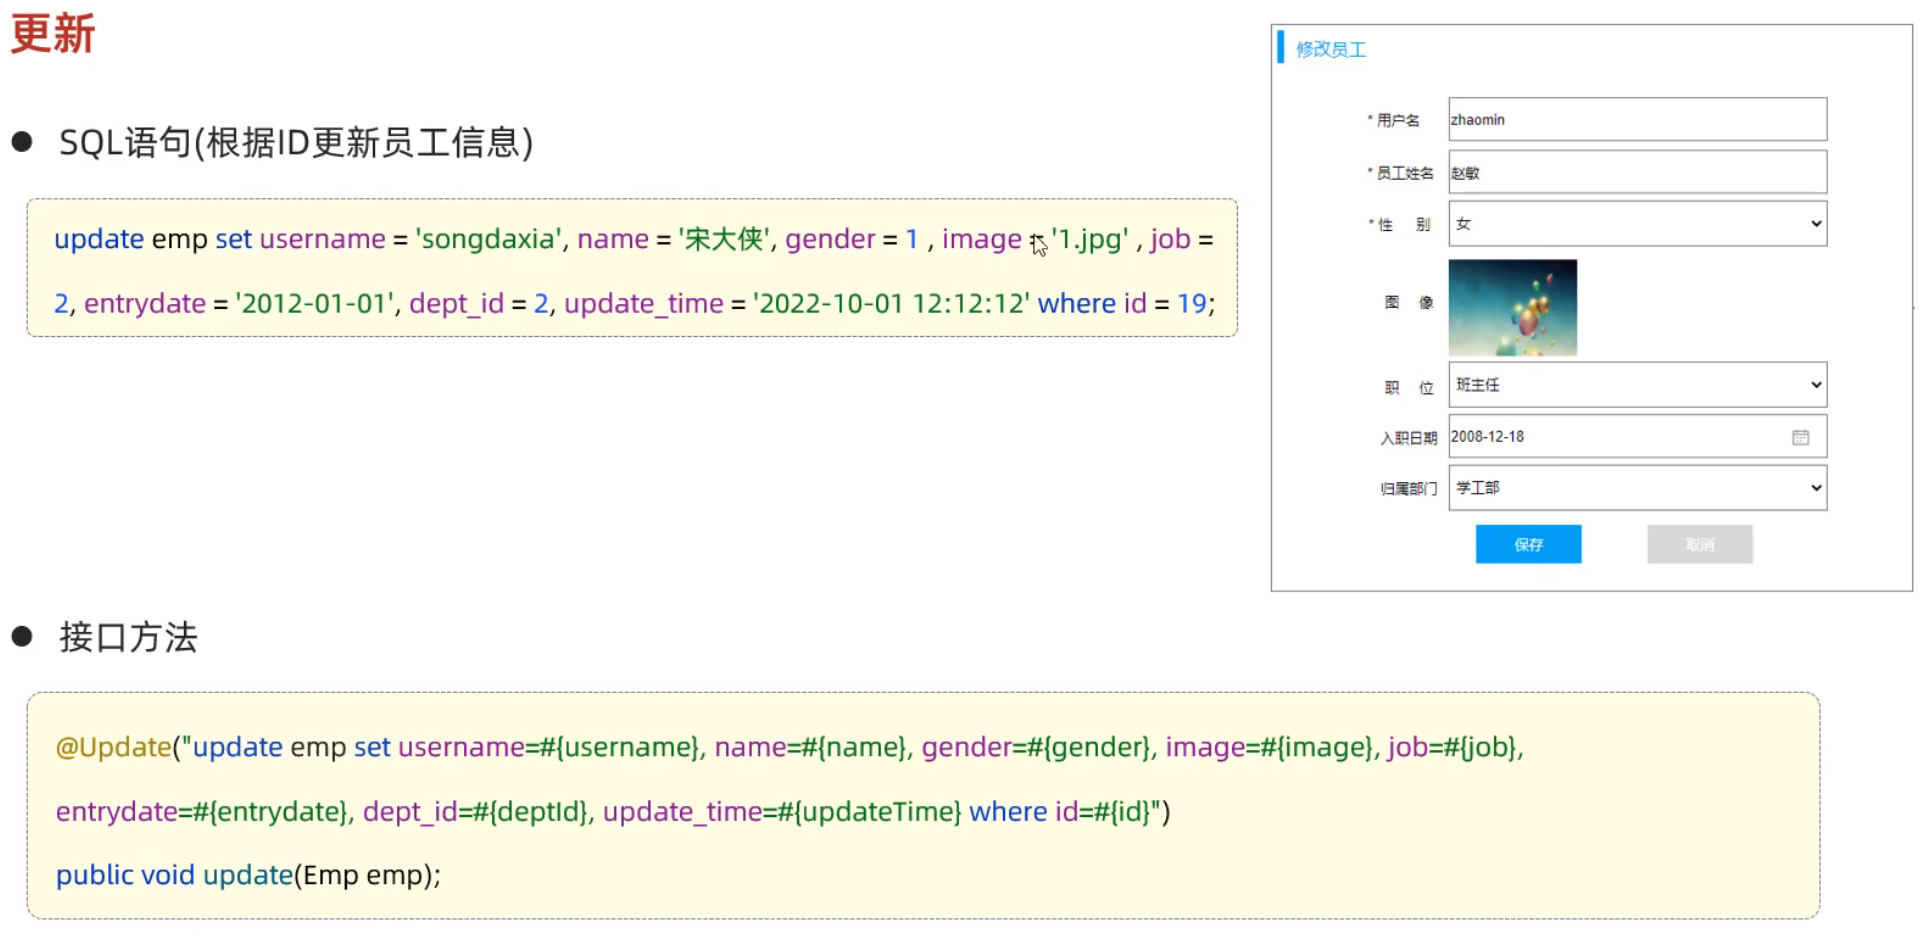 更新
● SQL语句(根据ID更新员工信息)
update emp set username = 'songdaxia', name = '宋大侠', gender = 1 , image = '1.jpg' , job =
2, entrydate = '2012-01-01', dept_id = 2, update_time = '2022-10-01 12:12:12' where id = 19;
修改员工
* 用户名 zhaomin
* 员工姓名 赵敏
* 性 别 女
图 像
职 位 班主任
入职日期 2008-12-18
归属部门 学工部
保存 取消
● 接口方法
@Update("update emp set username=#{username}, name=#{name}, gender=#{gender}, image=#{image}, job=#{job},
entrydate=#{entrydate}, dept_id=#{deptId}, update_time=#{updateTime} where id=#{id}")
public void update(Emp emp);